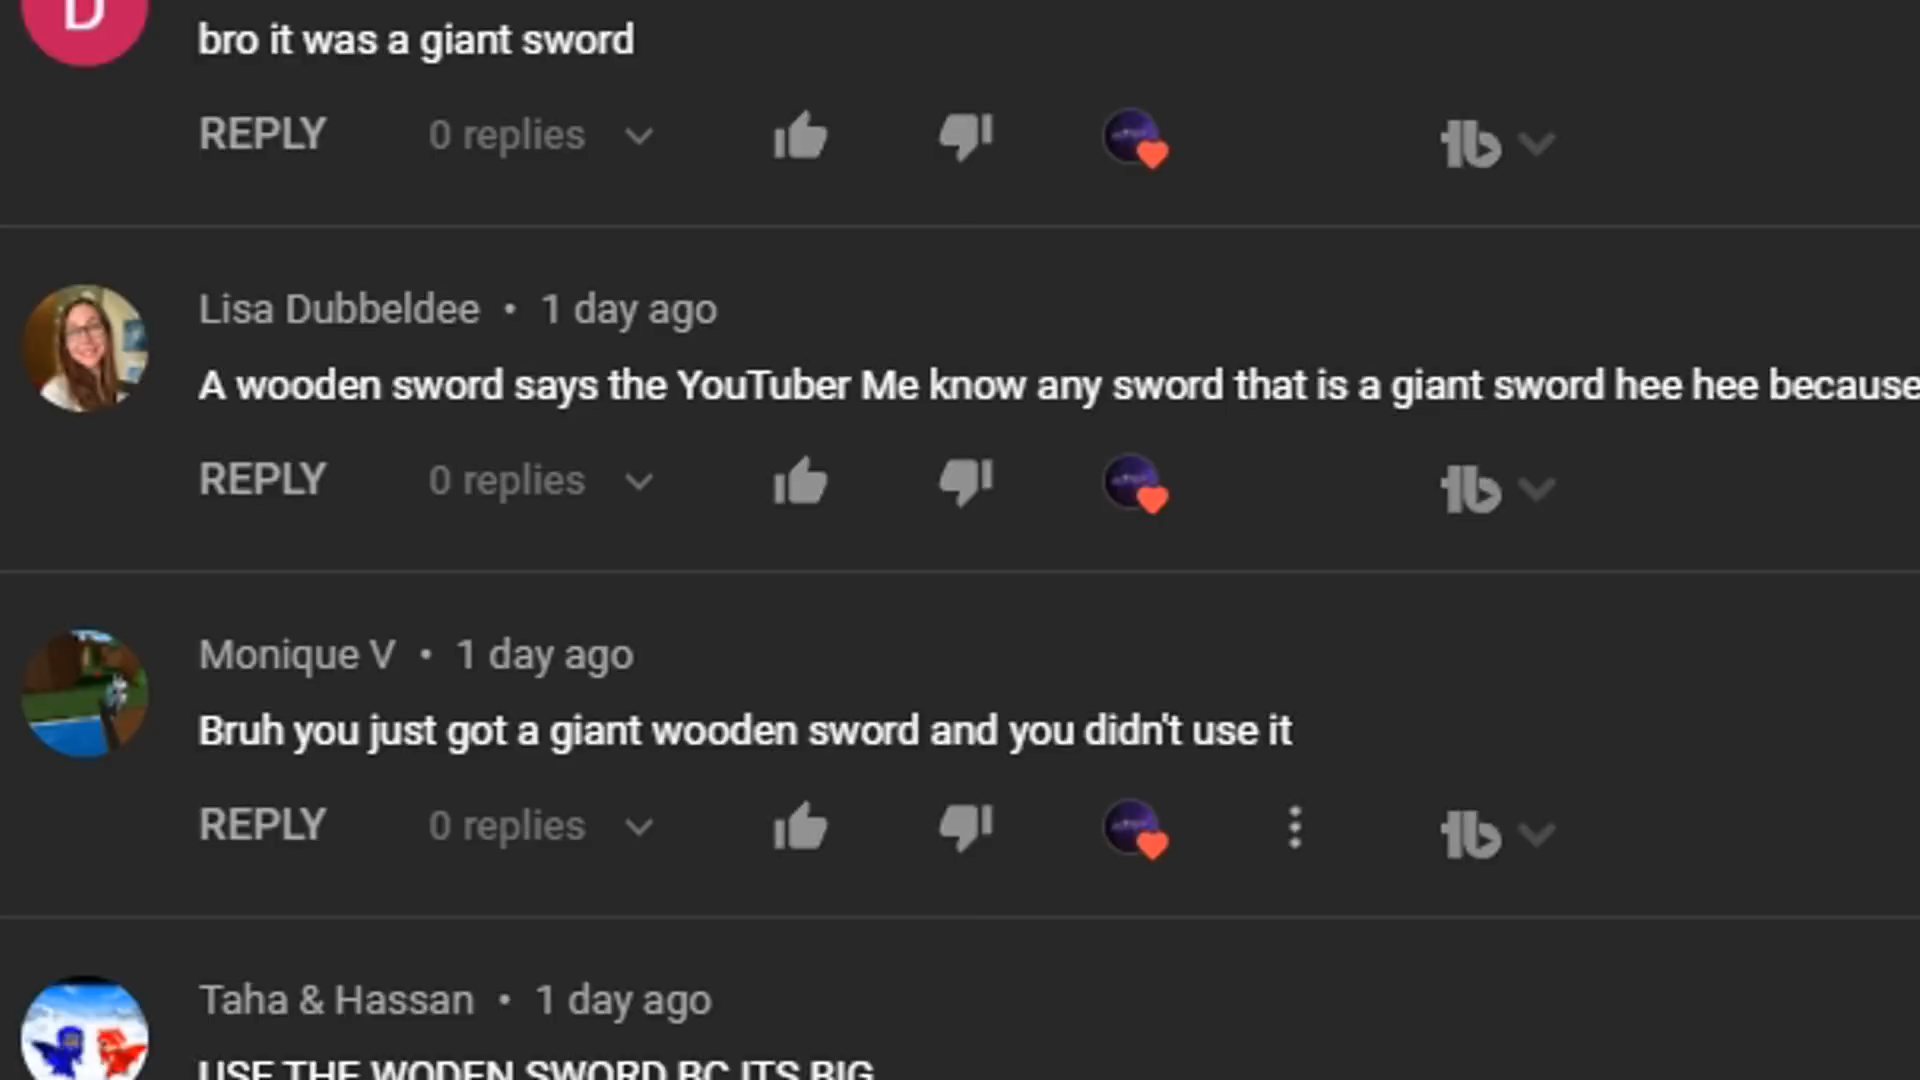 D
bro it was a giant sword
REPLY 0 replies
Lisa Dubbeldee • 1 day ago
A wooden sword says the YouTuber Me know any sword that is a giant sword hee hee because
REPLY 0 replies
Monique V • 1 day ago
Bruh you just got a giant wooden sword and you didn't use it
REPLY 0 replies
Taha & Hassan • 1 day ago
USE THE WODEN SWORD BC ITS BIG